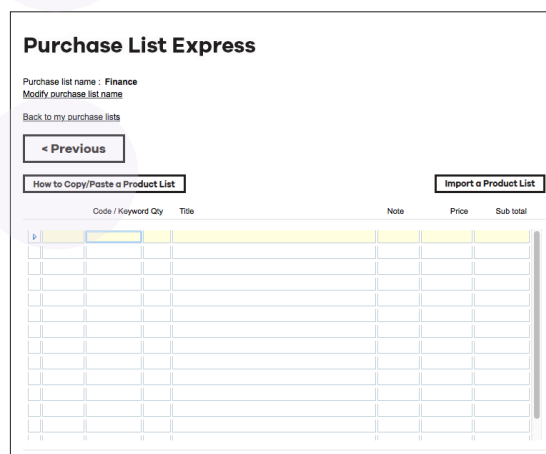 Purchase List Express
Purchase list name : Finance
Modify purchase list name
Back to my purchase lists
< Previous
How to Copy/Paste a Product List
Import a Product List
Code / Keyword Qty Title Note Price Sub total